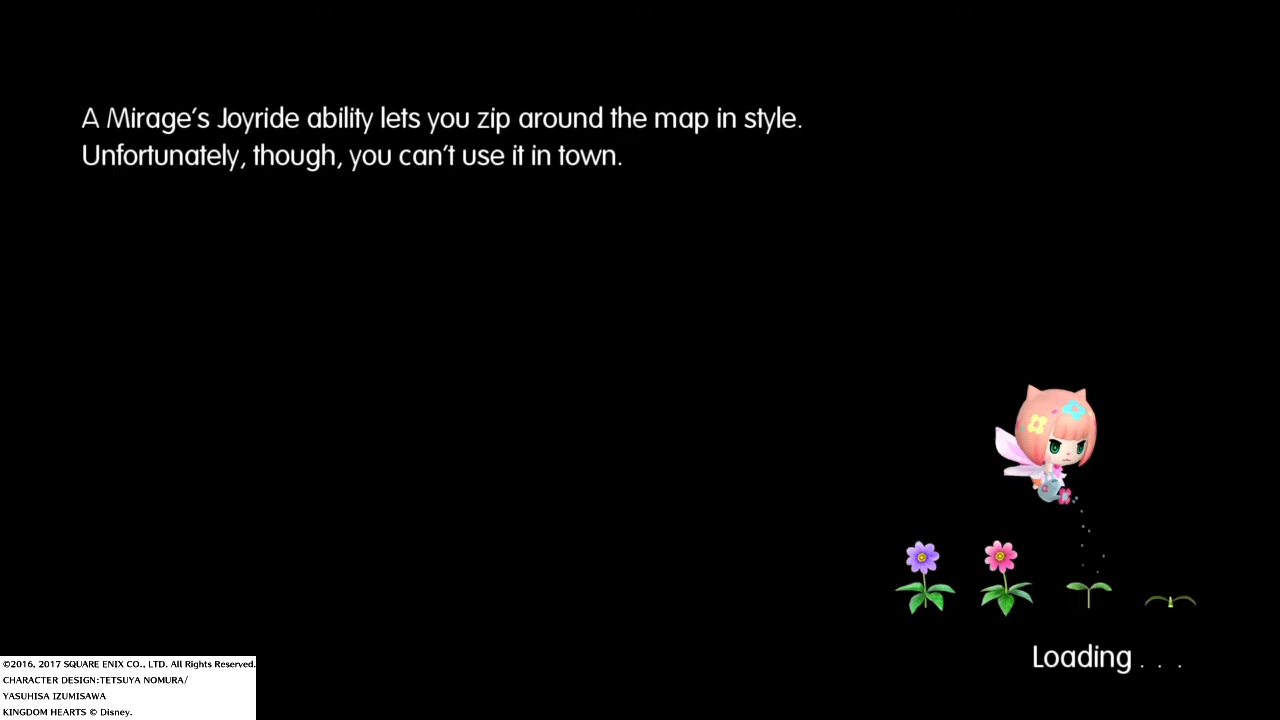 A Mirage's Joyride ability lets you zip around the map in style.
Unfortunately, though, you can't use it in town.
Loading . . .
©2016, 2017 SQUARE ENIX CO., LTD. All Rights Reserved.
CHARACTER DESIGN:TETSUYA NOMURA/
YASUHISA IZUMISAWA
KINGDOM HEARTS © Disney.